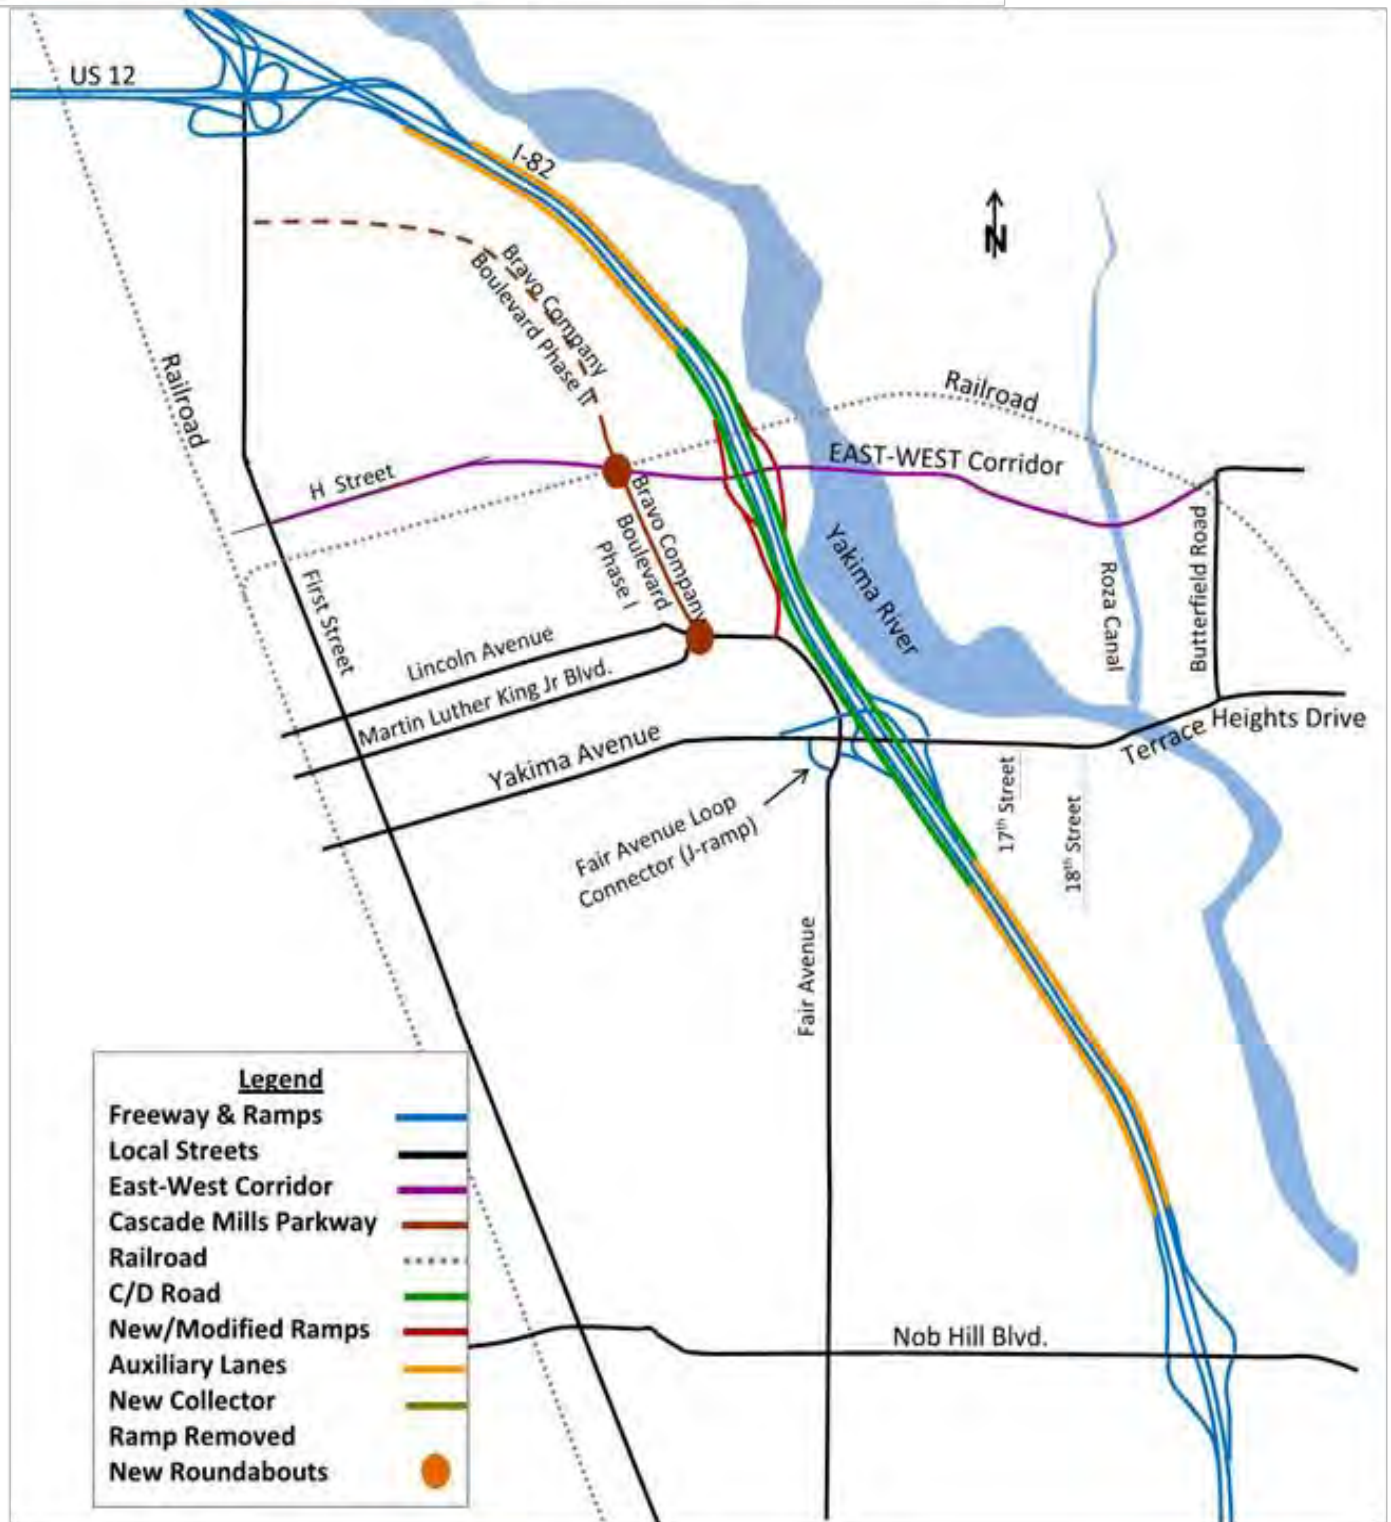 US 12
I-82
N
Bravo Company
Boulevard Phase II
Railroad
Railroad
EAST-WEST Corridor
H Street
Bravo Company
Boulevard
Phase I
Yakima River
Roza Canal
Butterfield Road
First Street
Lincoln Avenue
Martin Luther King Jr Blvd.
Yakima Avenue
Terrace Heights Drive
17th Street
18th Street
Fair Avenue Loop
Connector (J-ramp)
Fair Avenue
Nob Hill Blvd.
Legend
Freeway & Ramps
Local Streets
East-West Corridor
Cascade Mills Parkway
Railroad
C/D Road
New/Modified Ramps
Auxiliary Lanes
New Collector
Ramp Removed
New Roundabouts